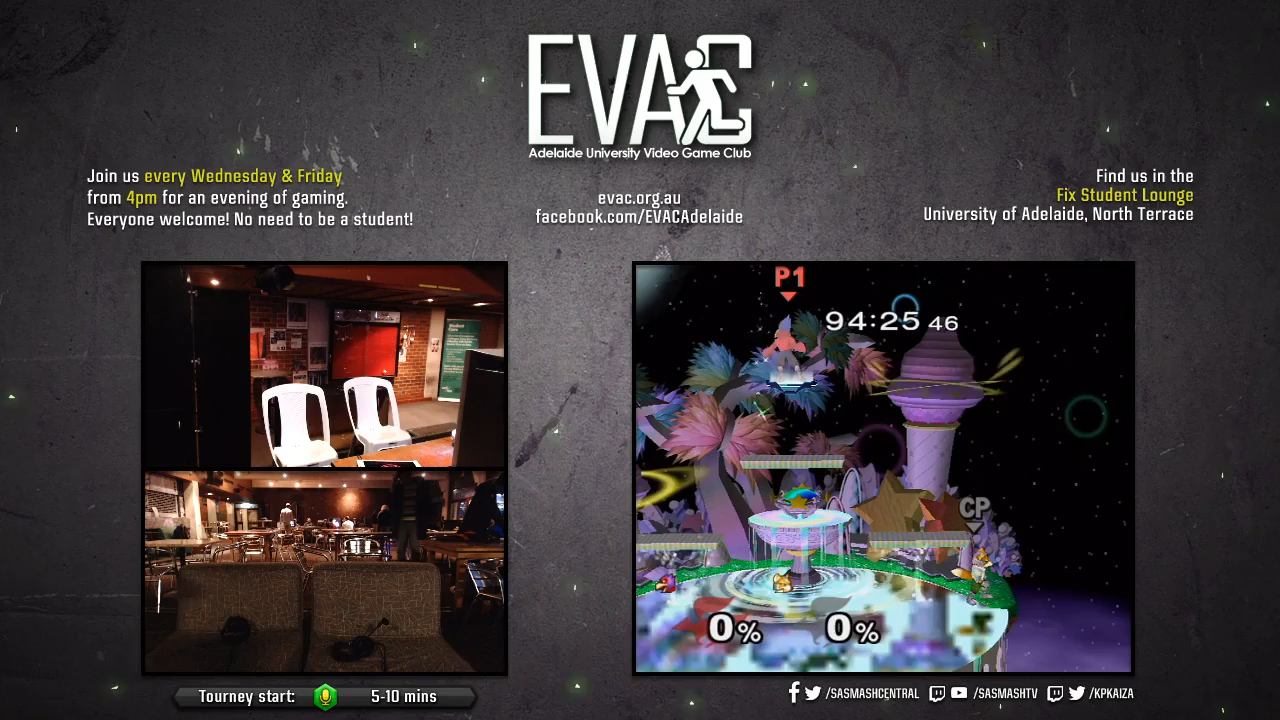 EVAC
Adelaide University Video Game Club
Join us every Wednesday & Friday
from 4pm for an evening of gaming.
Everyone welcome! No need to be a student!
evac.org.au
facebook.com/EVACAdelaide
Find us in the
Fix Student Lounge
University of Adelaide, North Terrace
Student
Care
P1
94:25 46
CP
0%
0%
Tourney start:
5-10 mins
/SASMASHCENTRAL
/SASMASHTV
/KPKAIZA